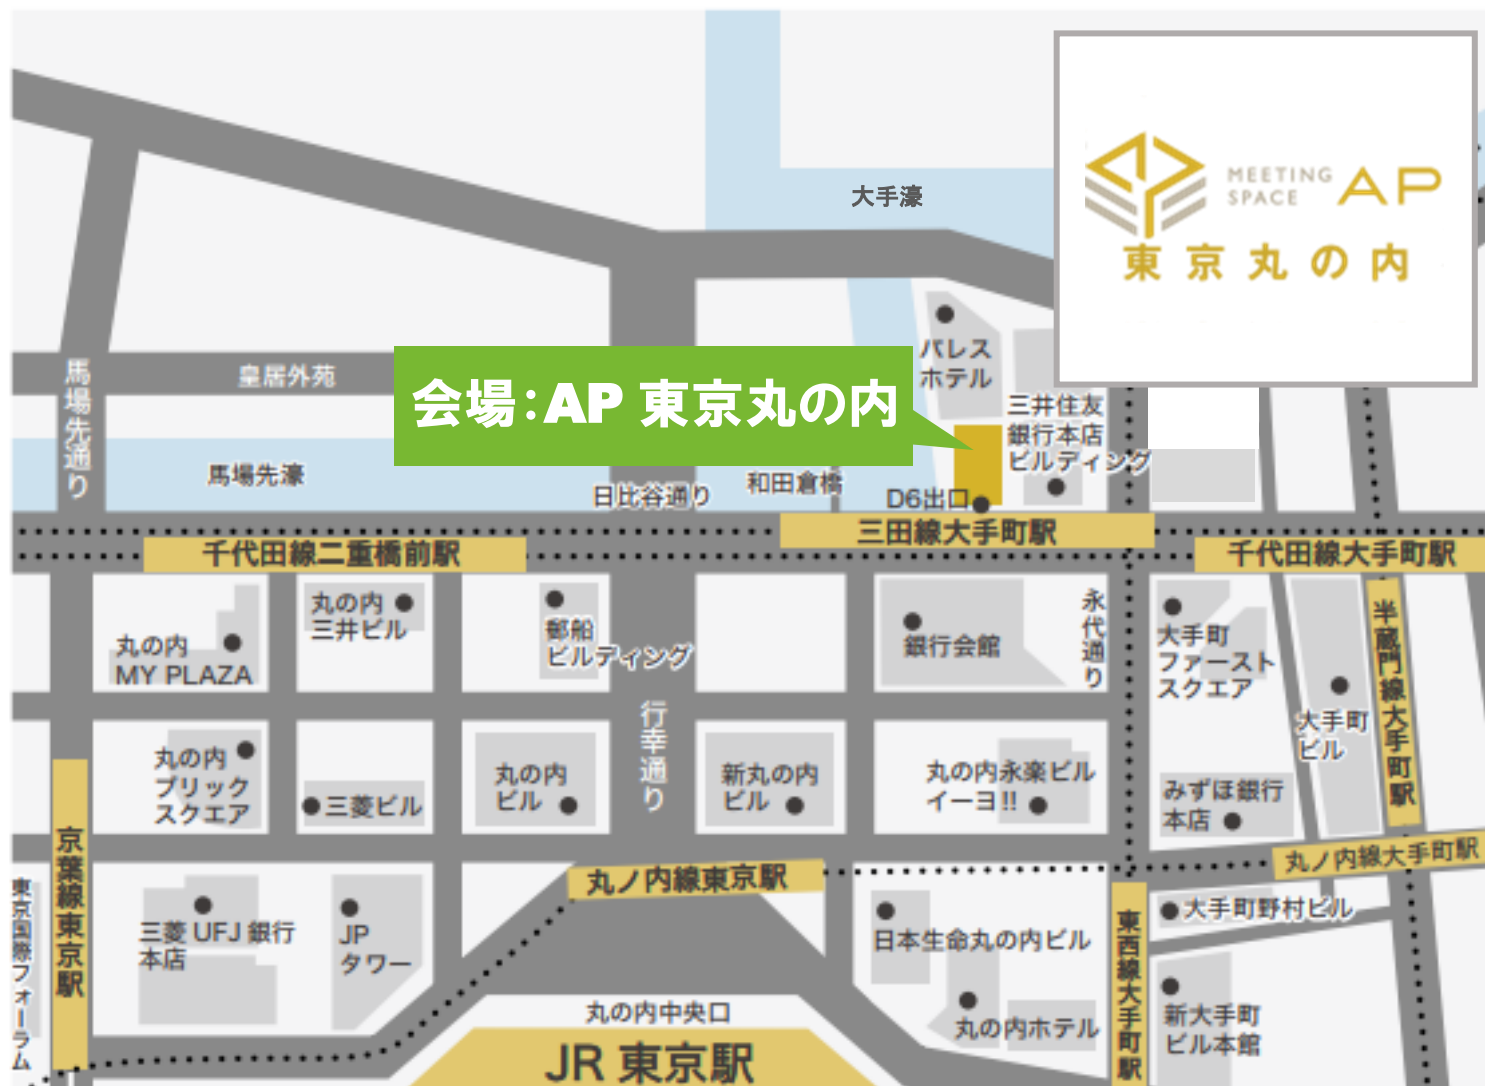 大手濠
MEETING
SPACE
AP
東京丸の内
パレス
ホテル
皇居外苑
馬場先通り
会場：AP 東京丸の内
三井住友
銀行本店
ビルディング
馬場先濠
日比谷通り
和田倉橋
D6出口
三田線大手町駅
千代田線二重橋前駅
千代田線大手町駅
丸の内
MY PLAZA
丸の内
三井ビル
郵船
ビルディング
銀行会館
永代通り
大手町
ファースト
スクエア
半蔵門線大手町駅
大手町
ビル
行幸通り
丸の内
ブリック
スクエア
三菱ビル
丸の内
ビル
新丸の内
ビル
丸の内永楽ビル
イーヨ!!
みずほ銀行
本店
京葉線東京駅
丸ノ内線東京駅
丸ノ内線大手町駅
東京国際フォーラム
三菱 UFJ 銀行
本店
JP
タワー
日本生命丸の内ビル
東西線大手町駅
大手町野村ビル
丸の内中央口
丸の内ホテル
新大手町
ビル本館
JR 東京駅